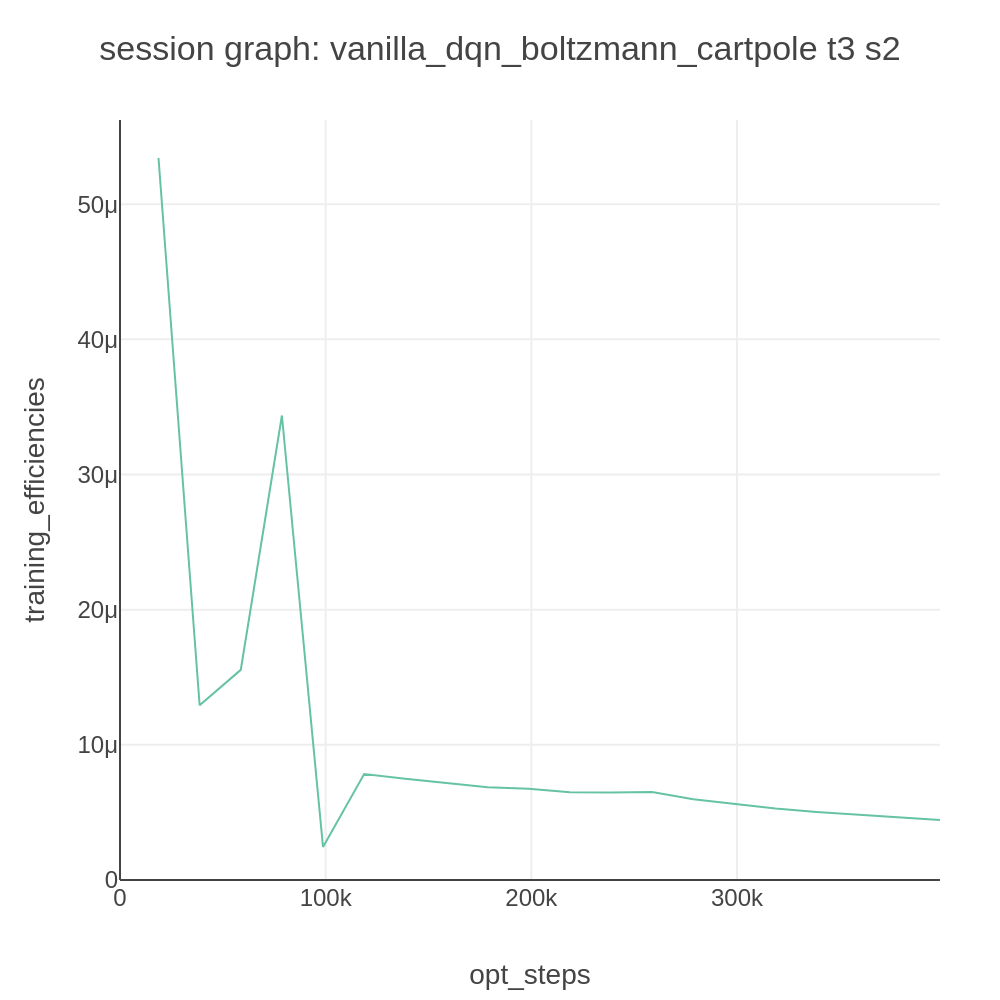 session graph: vanilla_dqn_boltzmann_cartpole t3 s2
training_efficiencies
50μ
40μ
30μ
20μ
10μ
0
0
100k
200k
300k
opt_steps